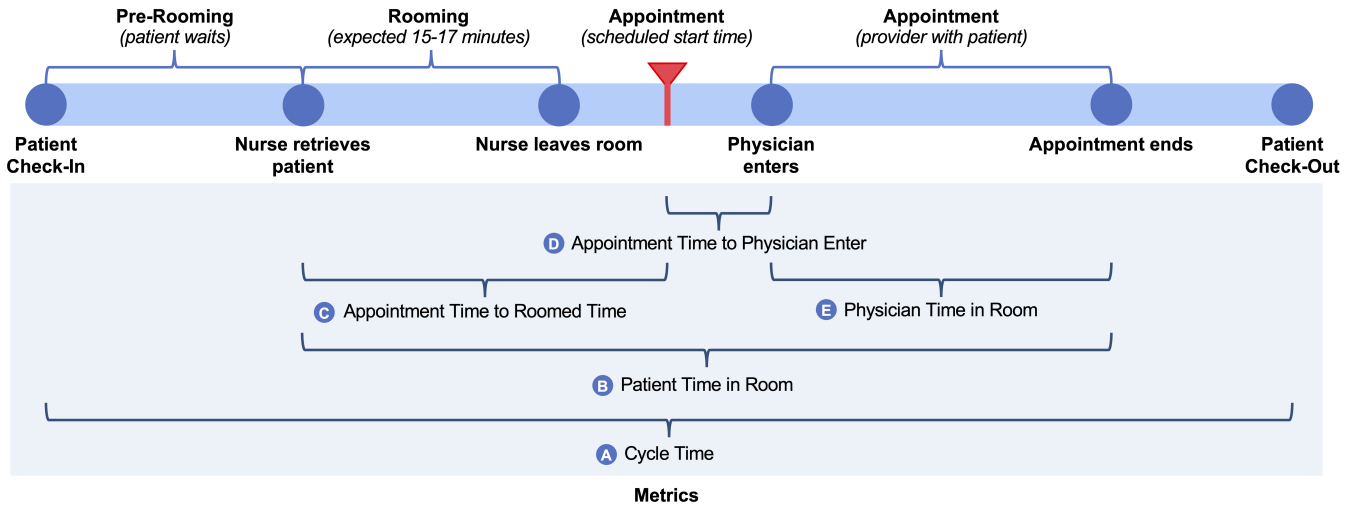 Pre-Rooming
(patient waits)
Rooming
(expected 15-17 minutes)
Appointment
(scheduled start time)
Appointment
(provider with patient)
Patient
Check-In
Nurse retrieves
patient
Nurse leaves room
Physician
enters
Appointment ends
Patient
Check-Out
D Appointment Time to Physician Enter
C Appointment Time to Roomed Time
E Physician Time in Room
B Patient Time in Room
A Cycle Time
Metrics